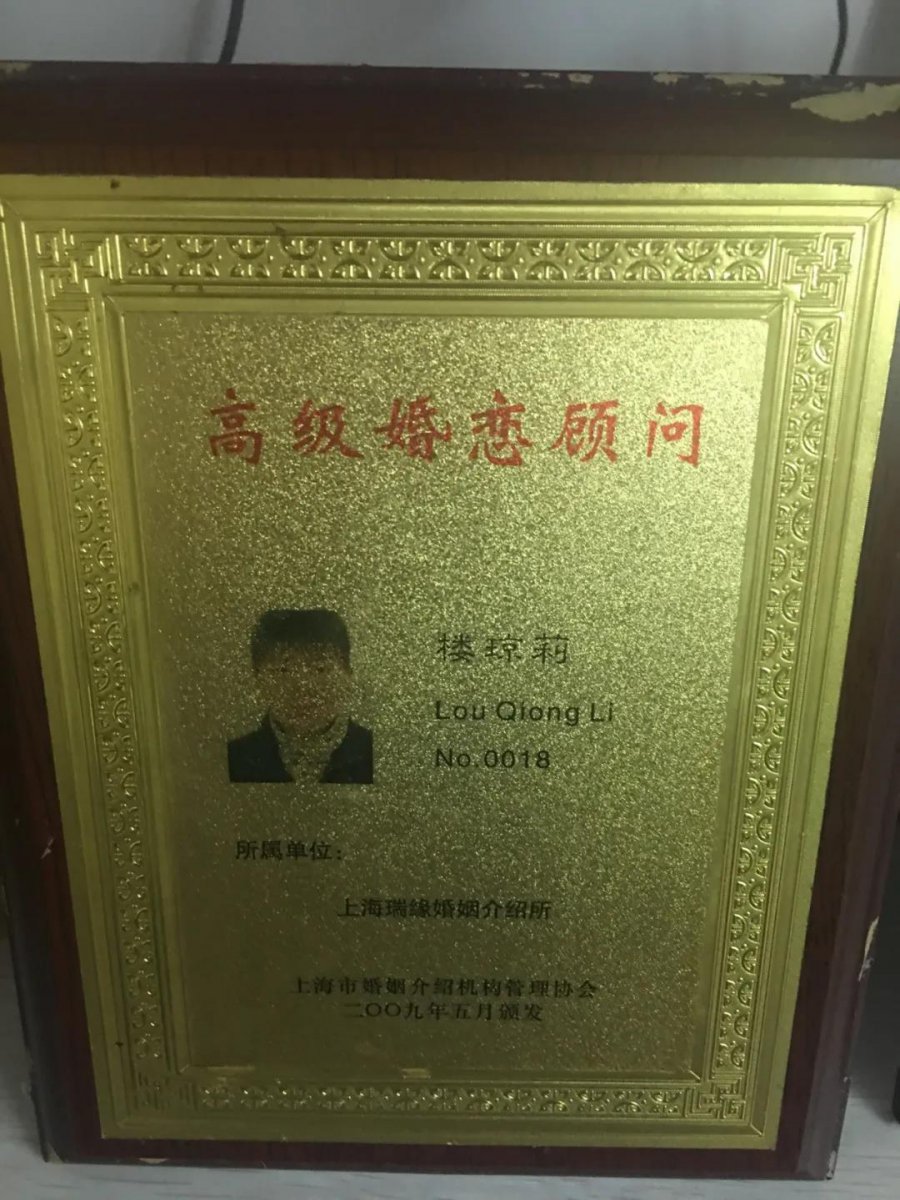 高级婚恋顾问
楼琼莉
Lou Qiong Li
No.0018
所属单位：
上海瑞緣婚姻介绍所
上海市婚姻介绍机构管理协会
二〇〇九年五月颁发